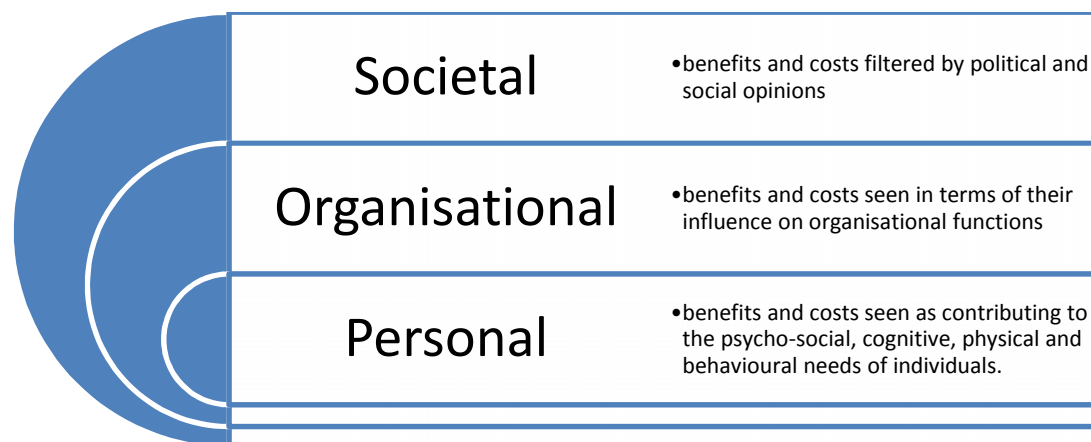 Societal
•benefits and costs filtered by political and
social opinions
Organisational
•benefits and costs seen in terms of their
influence on organisational functions
Personal
•benefits and costs seen as contributing to
the psycho-social, cognitive, physical and
behavioural needs of individuals.